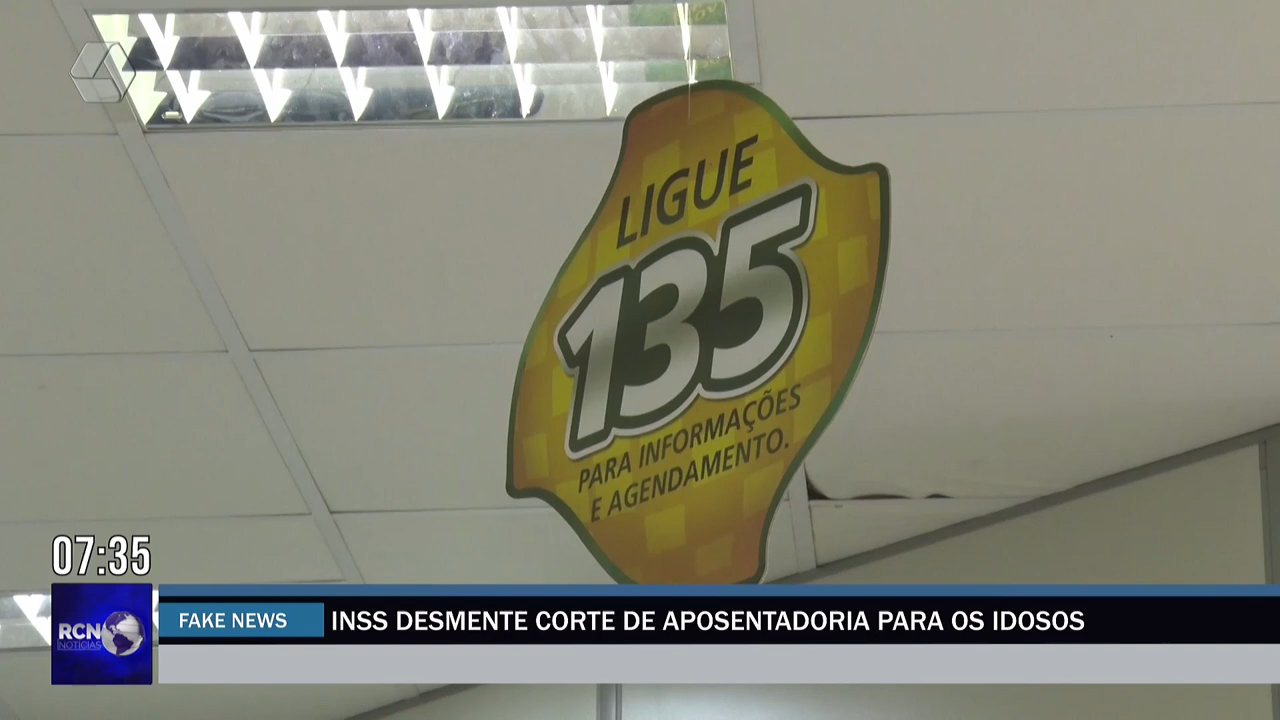 LIGUE
135
PARA INFORMAÇÕES
E AGENDAMENTO.
07:35
RCN
NOTÍCIAS
FAKE NEWS
INSS DESMENTE CORTE DE APOSENTADORIA PARA OS IDOSOS